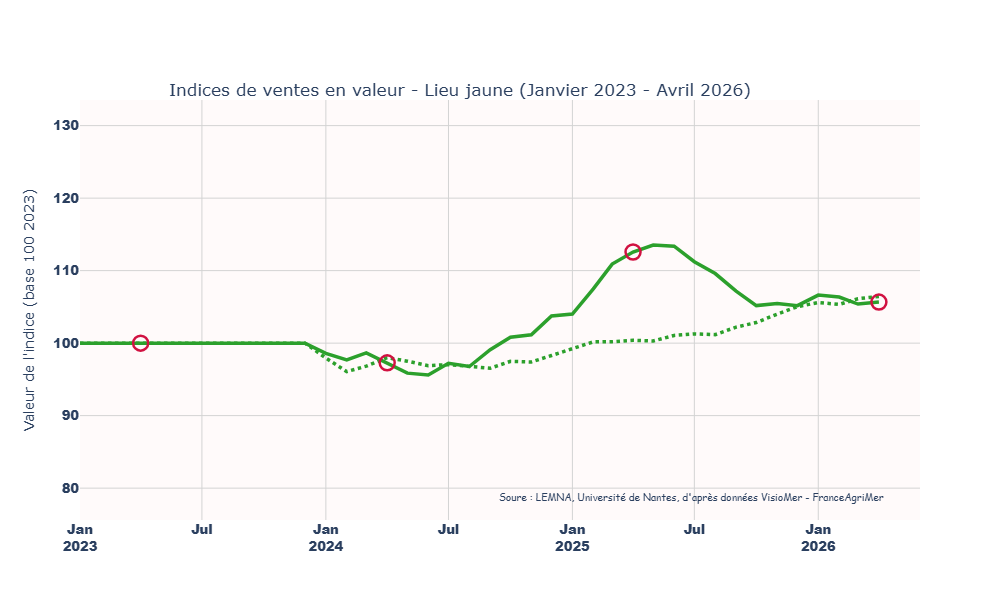 Indices de ventes en valeur - Lieu jaune (Janvier 2023 - Avril 2026)
Valeur de l'indice (base 100 2023)
130
120
110
100
90
80
Soure : LEMNA, Université de Nantes, d'après données VisioMer - FranceAgriMer
Jan Jul Jan Jul Jan Jul Jan
2023 2024 2025 2026